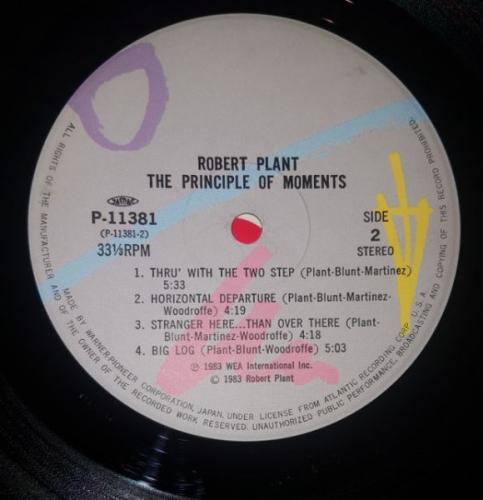 ROBERT PLANT
THE PRINCIPLE OF MOMENTS
P-11381
(P-11381-2)
33⅓RPM
SIDE
2
STEREO
1. THRU' WITH THE TWO STEP (Plant-Blunt-Martinez)
5:33
2. HORIZONTAL DEPARTURE (Plant-Blunt-Martinez-
Woodroffe) 4:19
3. STRANGER HERE...THAN OVER THERE (Plant-
Blunt-Martinez-Woodroffe) 4:18
4. BIG LOG (Plant-Blunt-Woodroffe) 5:03
℗ 1983 WEA International Inc.
© 1983 Robert Plant
MADE BY WARNER-PIONEER CORPORATION, JAPAN, UNDER LICENSE FROM ATLANTIC RECORDING CORP. U.S.A.
ALL RIGHTS OF THE MANUFACTURER AND OF THE OWNER OF THE RECORDED WORK RESERVED. UNAUTHORIZED PUBLIC PERFORMANCE, BROADCASTING AND COPYING OF THIS RECORD PROHIBITED.